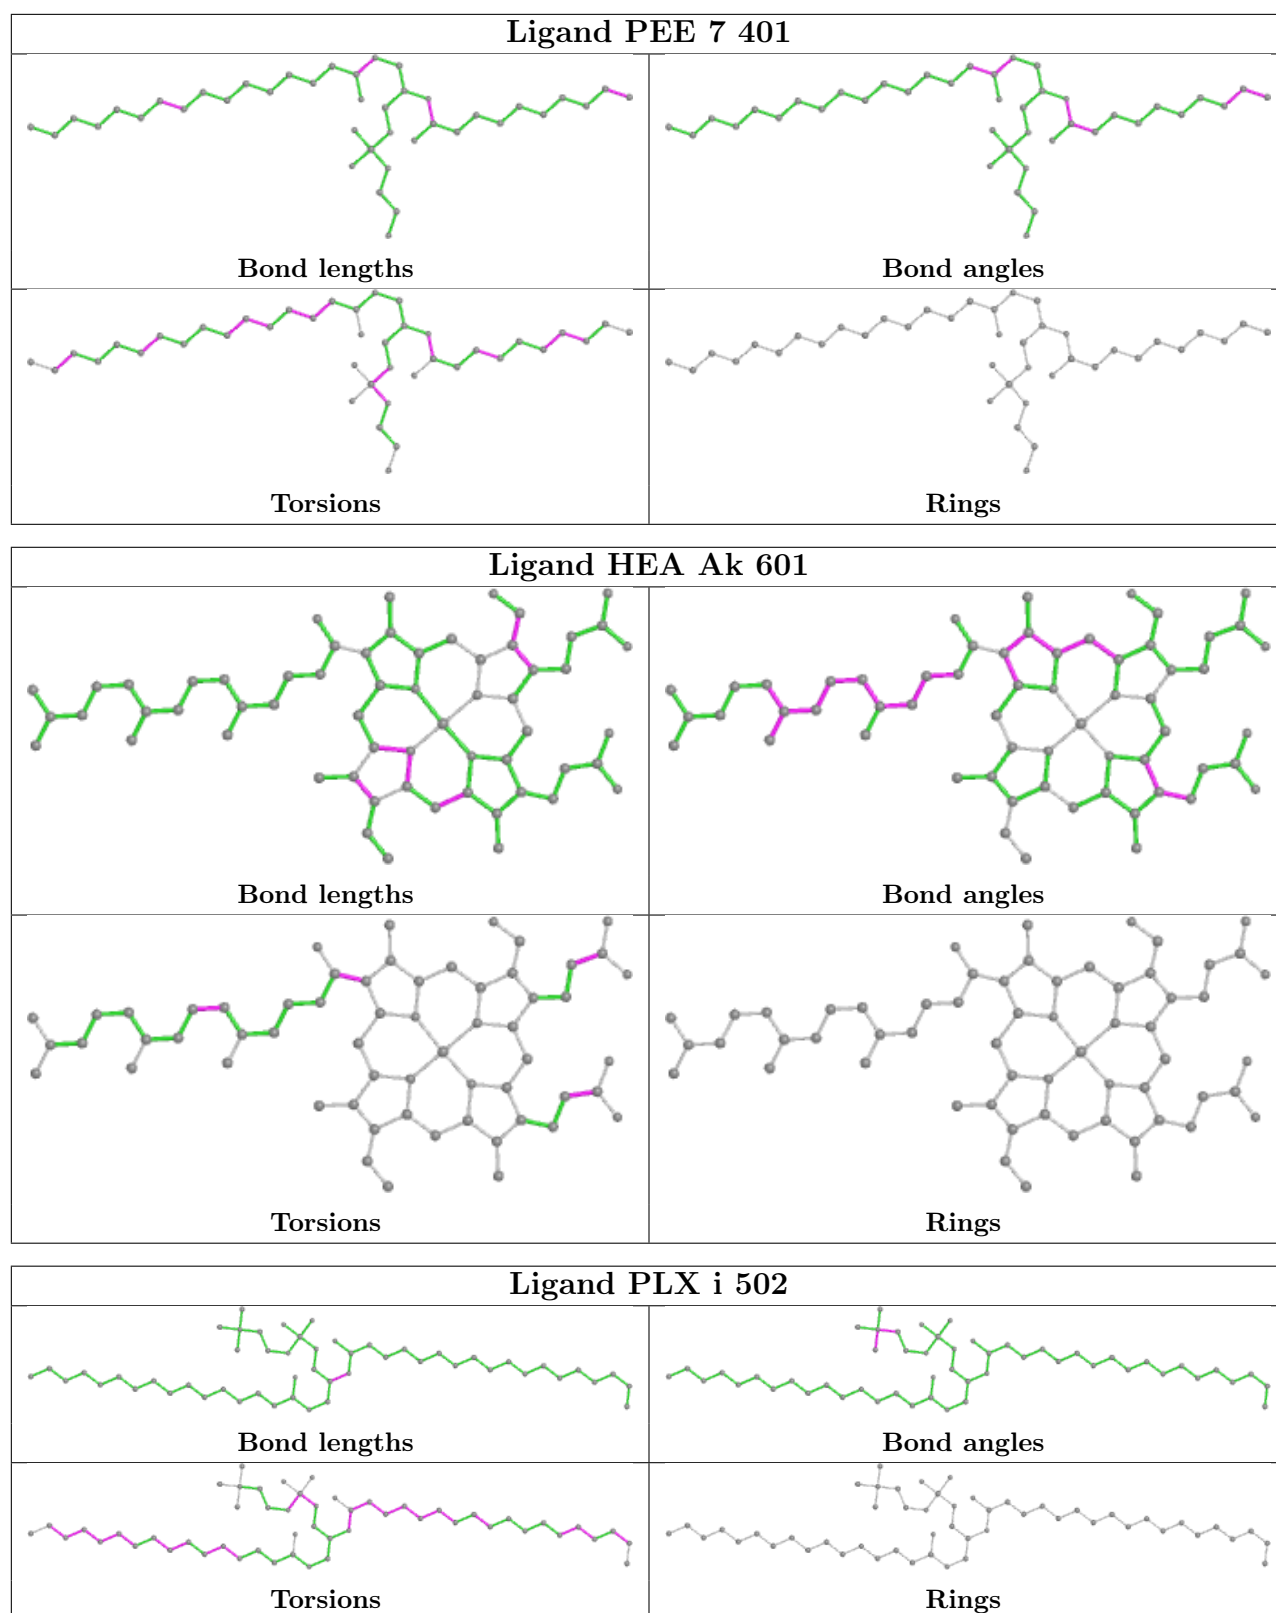 Ligand PEE 7 401
Bond lengths
Bond angles
Torsions
Rings
Ligand HEA Ak 601
Bond lengths
Bond angles
Torsions
Rings
Ligand PLX i 502
Bond lengths
Bond angles
Torsions
Rings